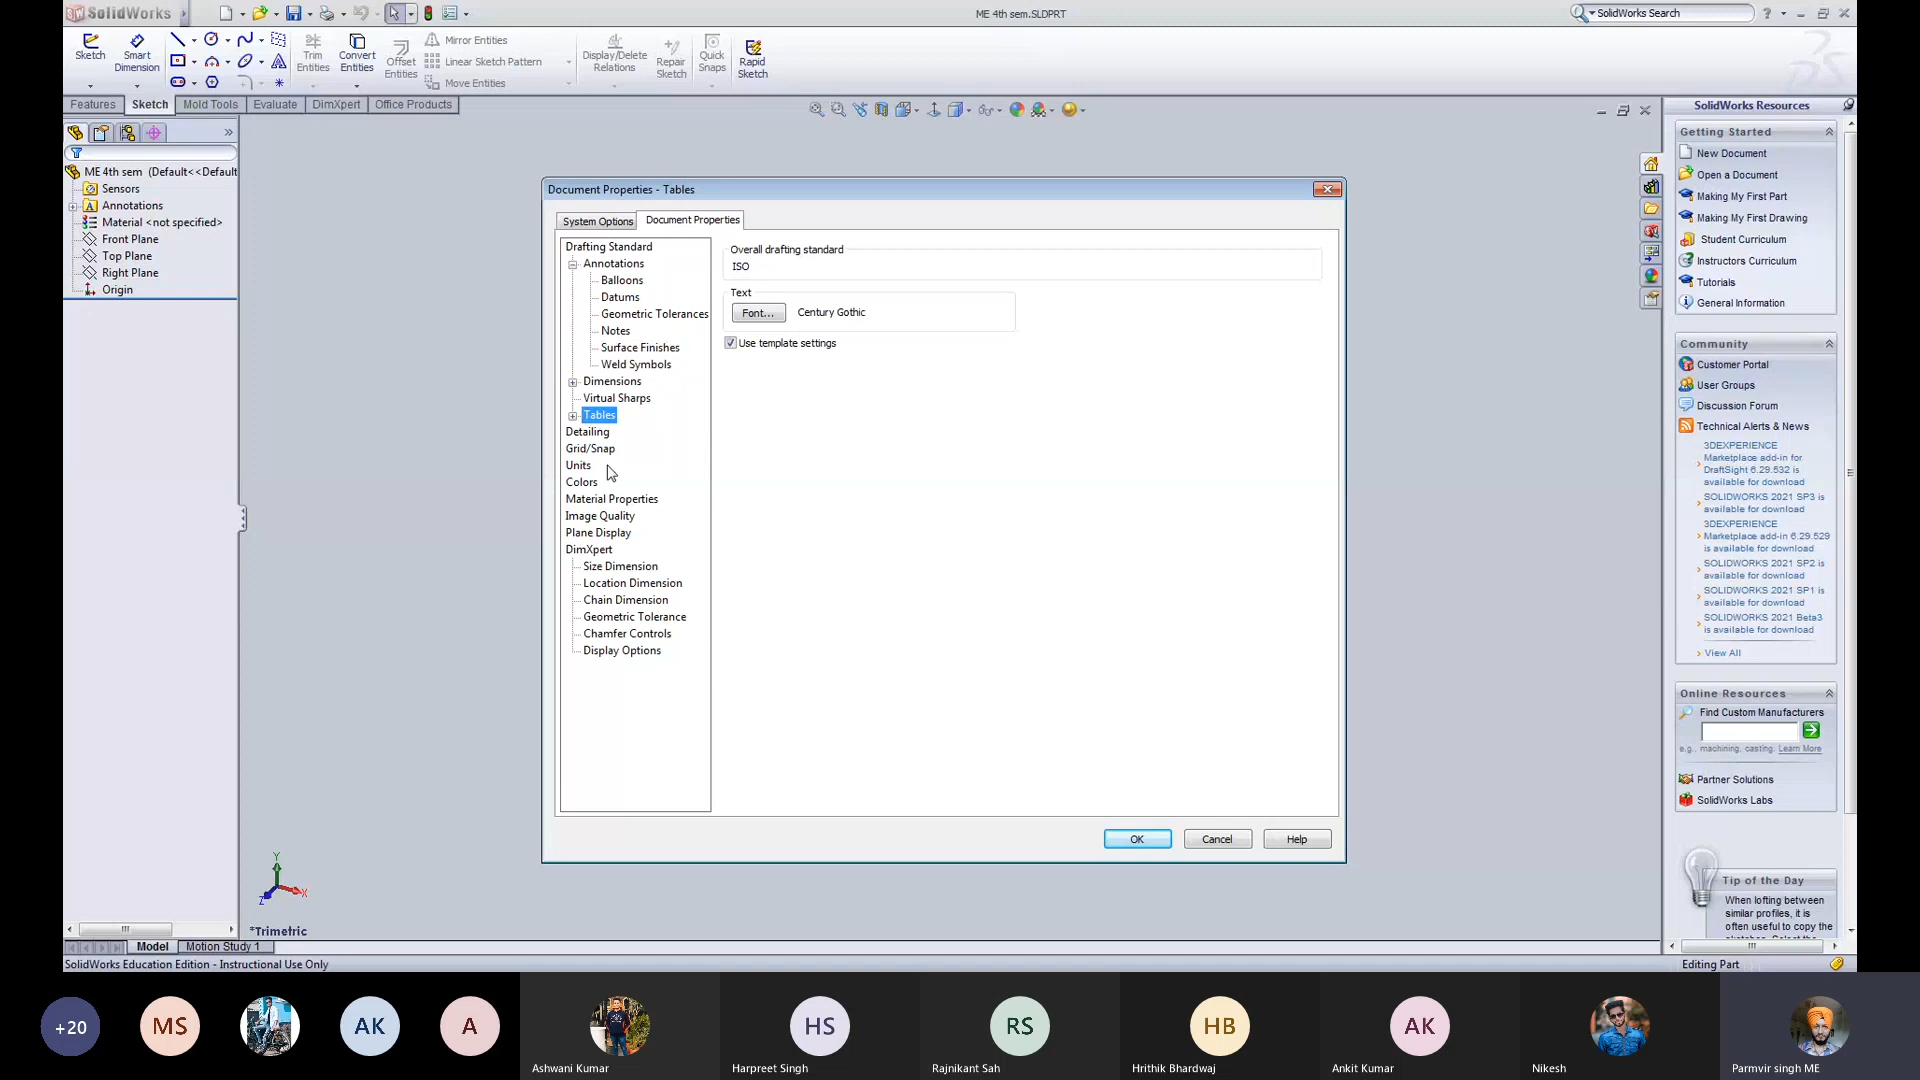 SolidWorks
ME 4th sem.SLDPRT
SolidWorks Search
Sketch
Smart Dimension
Trim Entities
Convert Entities
Offset Entities
Mirror Entities
Linear Sketch Pattern
Move Entities
Display/Delete Relations
Repair Sketch
Quick Snaps
Rapid Sketch
Features
Sketch
Mold Tools
Evaluate
DimXpert
Office Products
ME 4th sem (Default<<Default
Sensors
Annotations
Material <not specified>
Front Plane
Top Plane
Right Plane
Origin
Document Properties - Tables
System Options
Document Properties
Drafting Standard
Annotations
Balloons
Datums
Geometric Tolerances
Notes
Surface Finishes
Weld Symbols
Dimensions
Virtual Sharps
Tables
Detailing
Grid/Snap
Units
Colors
Material Properties
Image Quality
Plane Display
DimXpert
Size Dimension
Location Dimension
Chain Dimension
Geometric Tolerance
Chamfer Controls
Display Options
Overall drafting standard
ISO
Text
Font...
Century Gothic
Use template settings
OK
Cancel
Help
SolidWorks Resources
Getting Started
New Document
Open a Document
Making My First Part
Making My First Drawing
Student Curriculum
Instructors Curriculum
Tutorials
General Information
Community
Customer Portal
User Groups
Discussion Forum
Technical Alerts & News
3DEXPERIENCE
Marketplace add-in for
DraftSight 6.29.532 is
available for download
SOLIDWORKS 2021 SP3 is
available for download
3DEXPERIENCE
Marketplace add-in 6.29.529
is available for download
SOLIDWORKS 2021 SP2 is
available for download
SOLIDWORKS 2021 SP1 is
available for download
SOLIDWORKS 2021 Beta3
is available for download
View All
Online Resources
Find Custom Manufacturers
e.g., machining, casting. Learn More
Partner Solutions
SolidWorks Labs
Tip of the Day
When lofting between
similar profiles, it is
often useful to copy the
Y
X
Z
*Trimetric
Model
Motion Study 1
SolidWorks Education Edition - Instructional Use Only
Editing Part
+20
MS
AK
A
HS
RS
HB
AK
Ashwani Kumar
Harpreet Singh
Rajnikant Sah
Hrithik Bhardwaj
Ankit Kumar
Nikesh
Parmvir singh ME